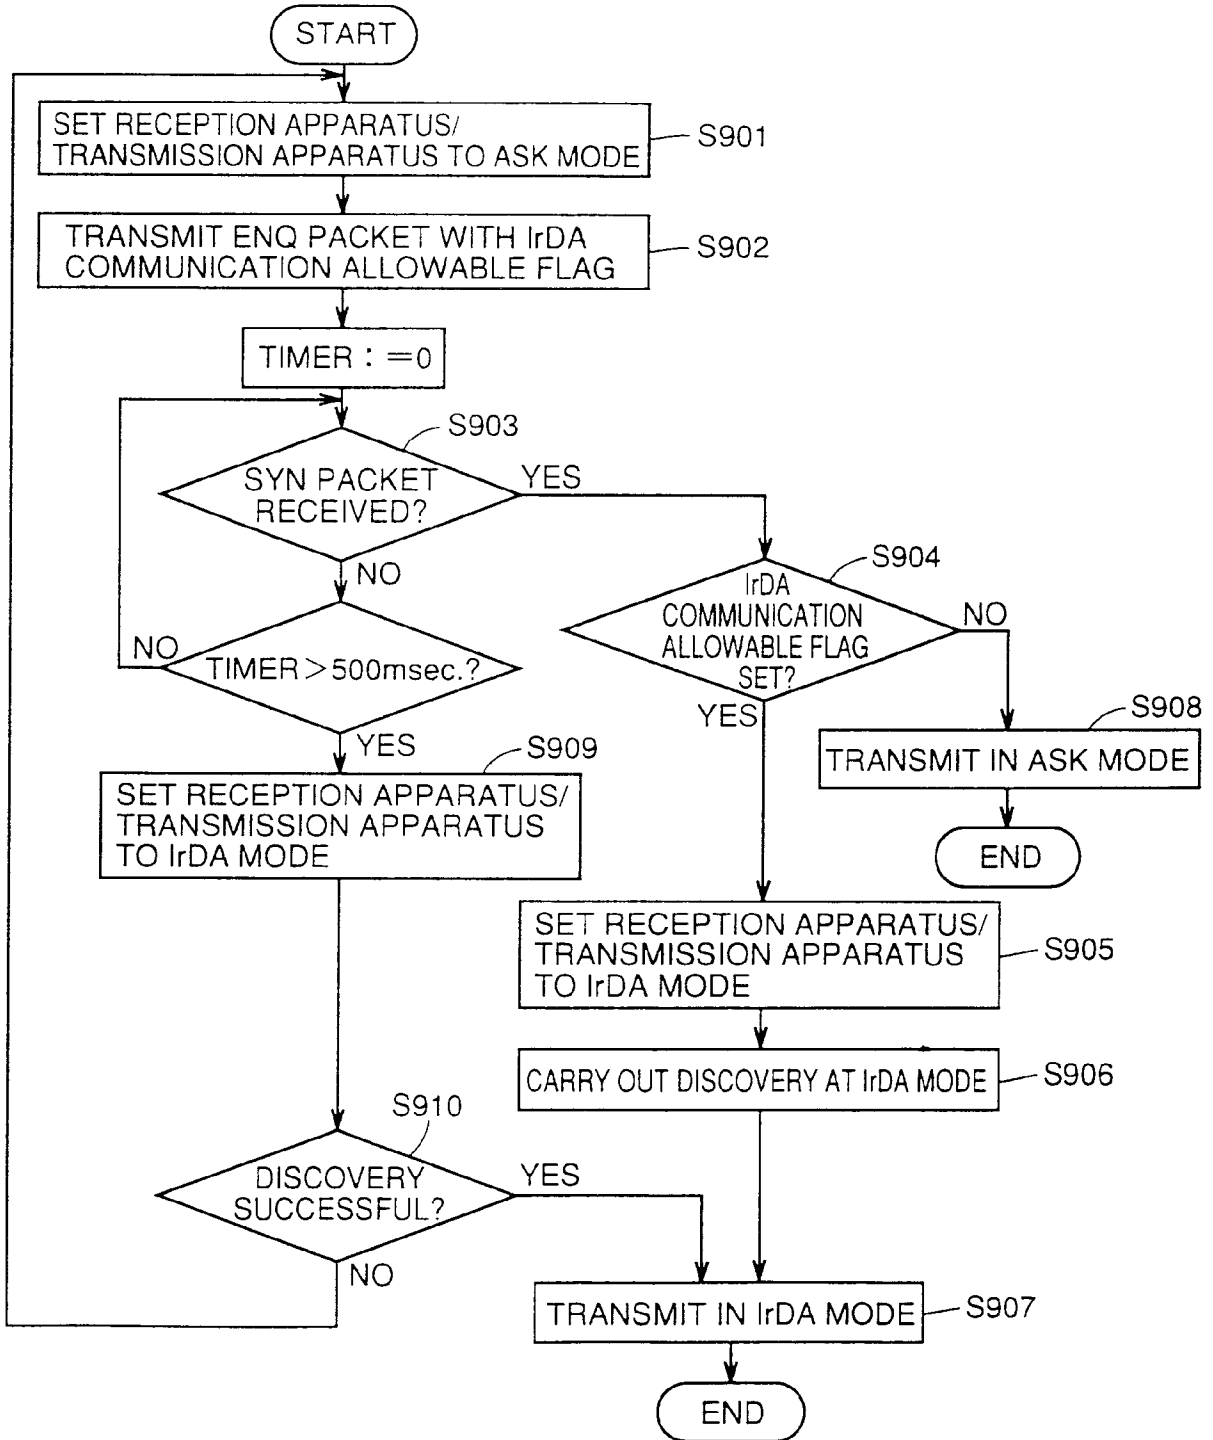 START
SET RECEPTION APPARATUS/
TRANSMISSION APPARATUS TO ASK MODE
S901
TRANSMIT ENQ PACKET WITH IrDA
COMMUNICATION ALLOWABLE FLAG
S902
TIMER : =0
S903
SYN PACKET
RECEIVED?
YES
NO
S904
IrDA
COMMUNICATION
ALLOWABLE FLAG
SET?
NO
YES
NO
TIMER>500msec.?
YES
S908
TRANSMIT IN ASK MODE
END
S909
SET RECEPTION APPARATUS/
TRANSMISSION APPARATUS
TO IrDA MODE
SET RECEPTION APPARATUS/
TRANSMISSION APPARATUS
TO IrDA MODE
S905
CARRY OUT DISCOVERY AT IrDA MODE
S906
S910
DISCOVERY
SUCCESSFUL?
YES
NO
TRANSMIT IN IrDA MODE
S907
END